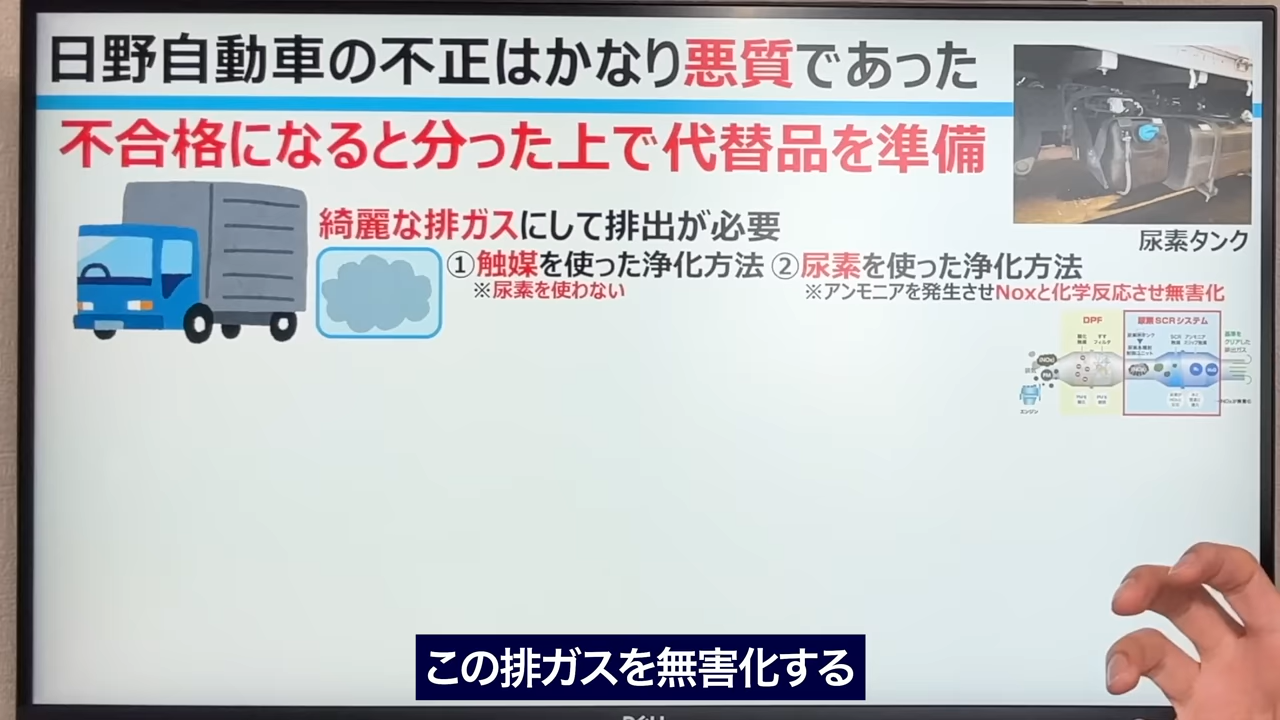 日野自動車の不正はかなり悪質であった
不合格になると分った上で代替品を準備
尿素タンク
綺麗な排ガスにして排出が必要
①触媒を使った浄化方法 ②尿素を使った浄化方法
※尿素を使わない
※アンモニアを発生させNoxと化学反応させ無害化
DPF
尿素SCRシステム
エンジン
この排ガスを無害化する